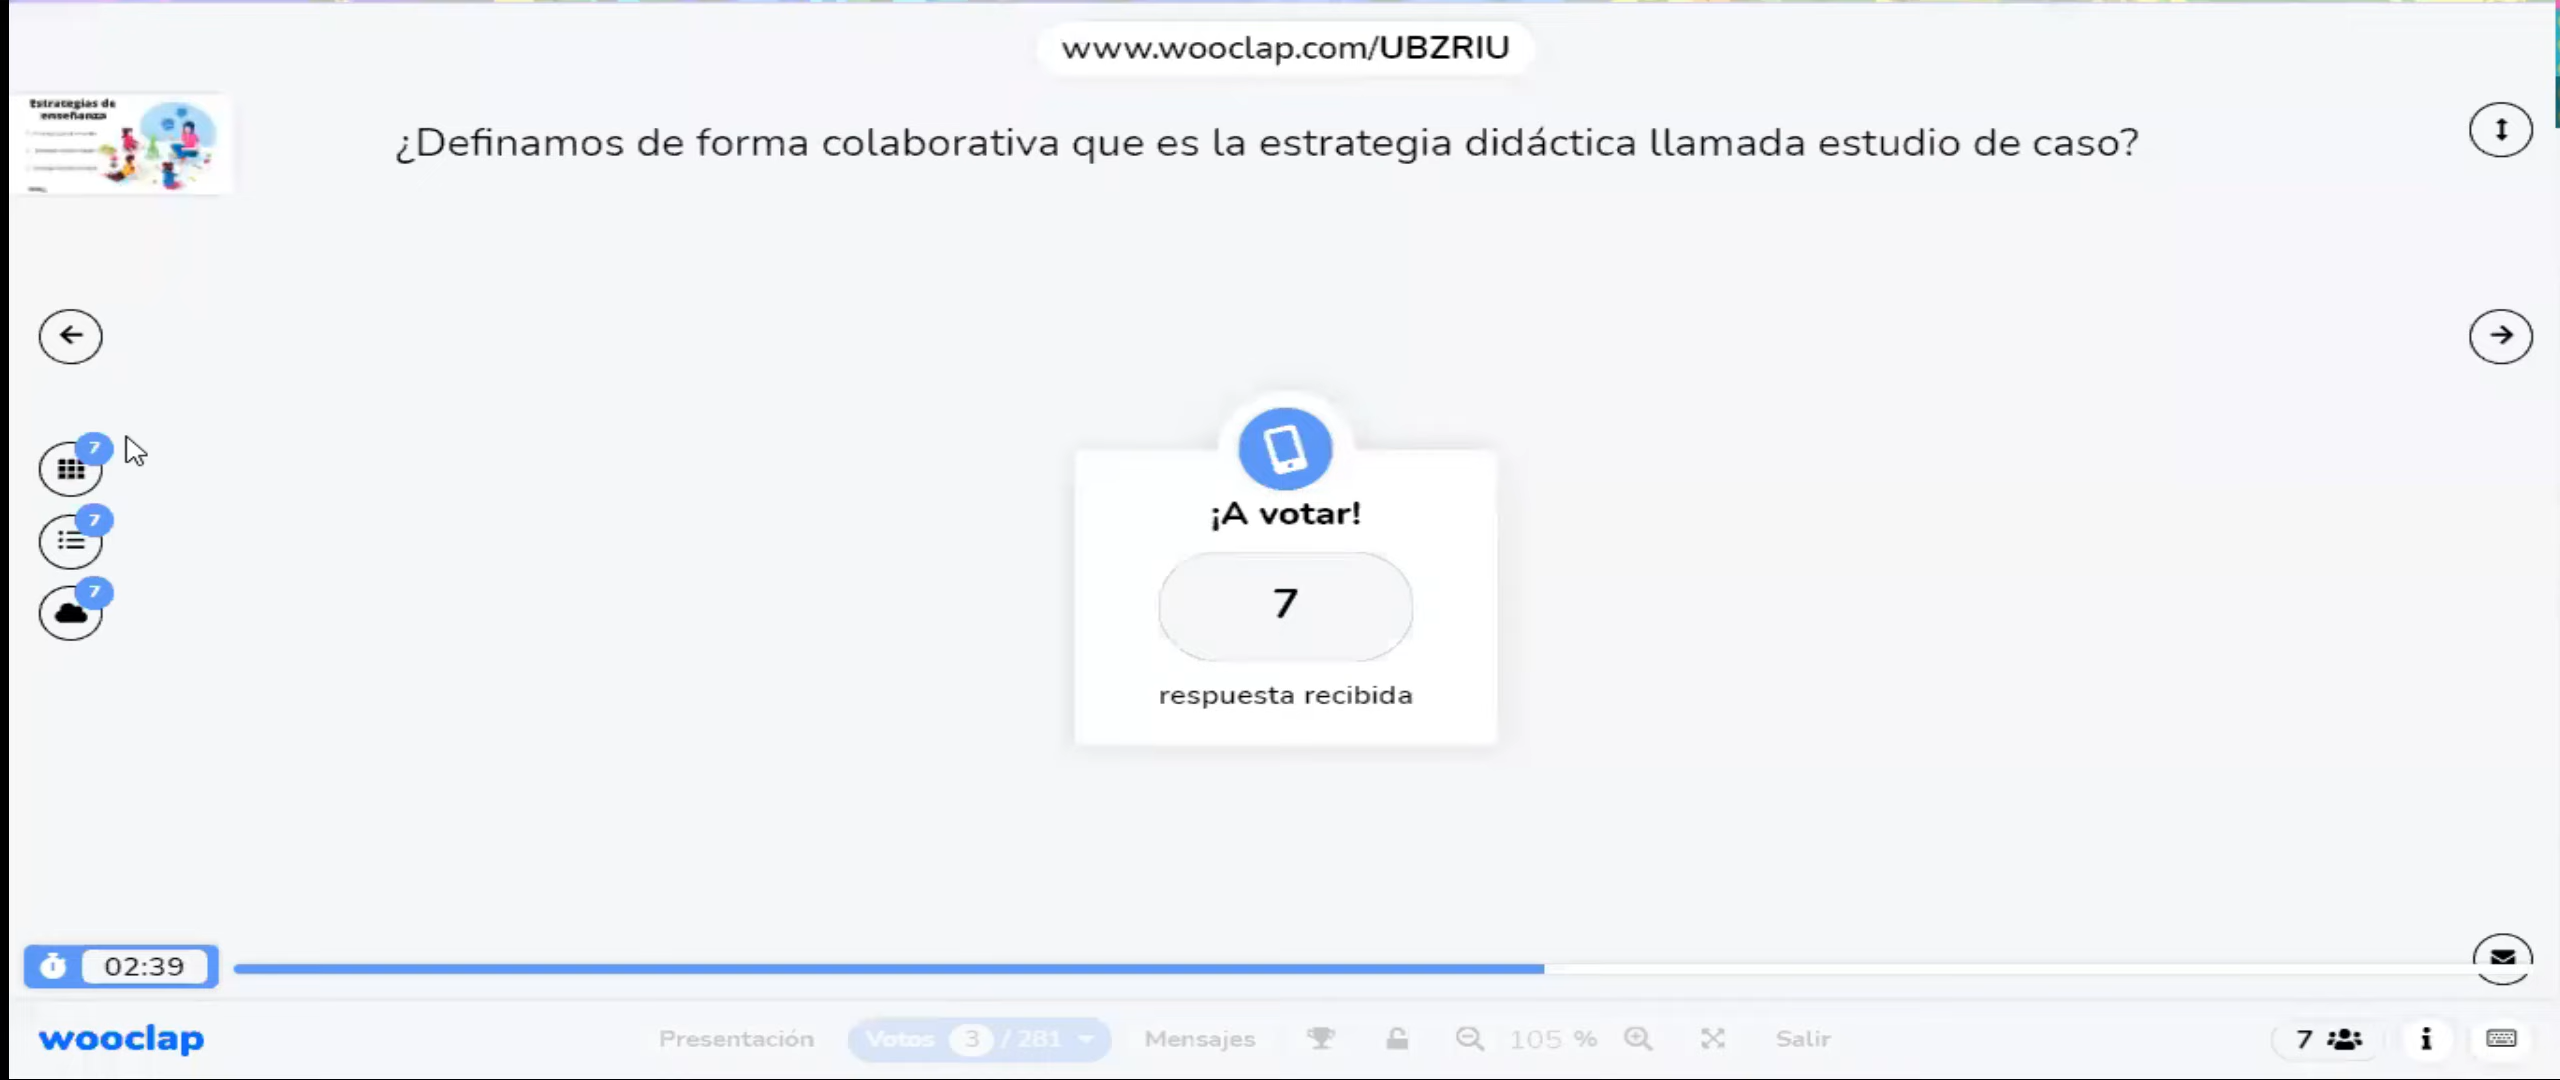 www.wooclap.com/UBZRIU
Estrategias de
enseñanza
¿Definamos de forma colaborativa que es la estrategia didáctica llamada estudio de caso?
7
7
7
¡A votar!
7
respuesta recibida
02:39
wooclap
Presentación
Votos 3 / 281
Mensajes
105 %
Salir
7
i